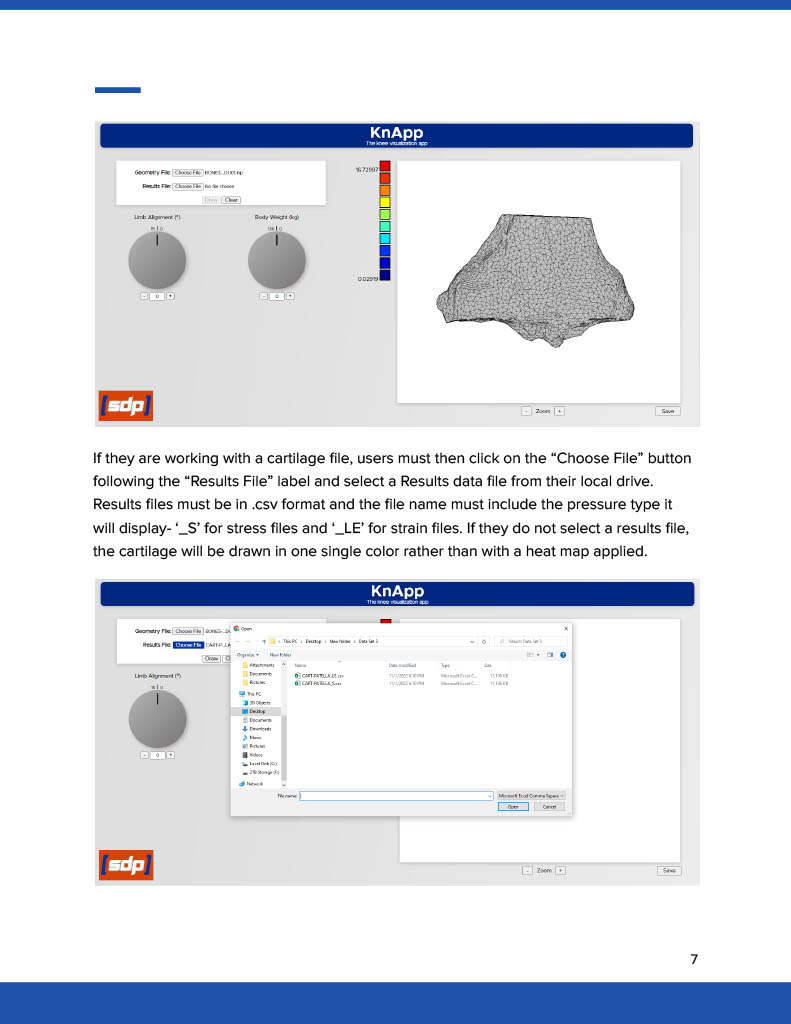 KnApp
The knee visualization app
Geometry File: Choose File BONES-...DIA11.inp
Results File: Choose File No file chosen
Draw Clear
Limb Alignment (°) Body Weight (kg)
15 | 0
| 0
- 0 + - 0 +
16.72997
0.02919
[sdp]
- Zoom + Save
If they are working with a cartilage file, users must then click on the “Choose File” button
following the “Results File” label and select a Results data file from their local drive.
Results files must be in .csv format and the file name must include the pressure type it
will display- ‘_S’ for stress files and ‘_LE’ for strain files. If they do not select a results file,
the cartilage will be drawn in one single color rather than with a heat map applied.
KnApp
The knee visualization app
Geometry File: Choose File BONES-...
Results File: Choose File CART-P...
Draw
Limb Alignment (°)
15 | 0
- 0 +
Open
This PC > Desktop > New folder > Data Set 3 Search Data Set 3
Organize New folder
Name Date modified Type Size
CART-PATELLA_LE.csv 11/1/2022 6:10 PM Microsoft Excel C... 11,106 KB
CART-PATELLA_S.csv 11/1/2022 6:10 PM Microsoft Excel C... 11,106 KB
Attachments
Documents
Pictures
This PC
3D Objects
Desktop
Documents
Downloads
Music
Pictures
Videos
Local Disk (C:)
2TB Storage (F:)
Network
File name: Microsoft Excel Comma Separa
Open Cancel
[sdp]
- Zoom + Save
7